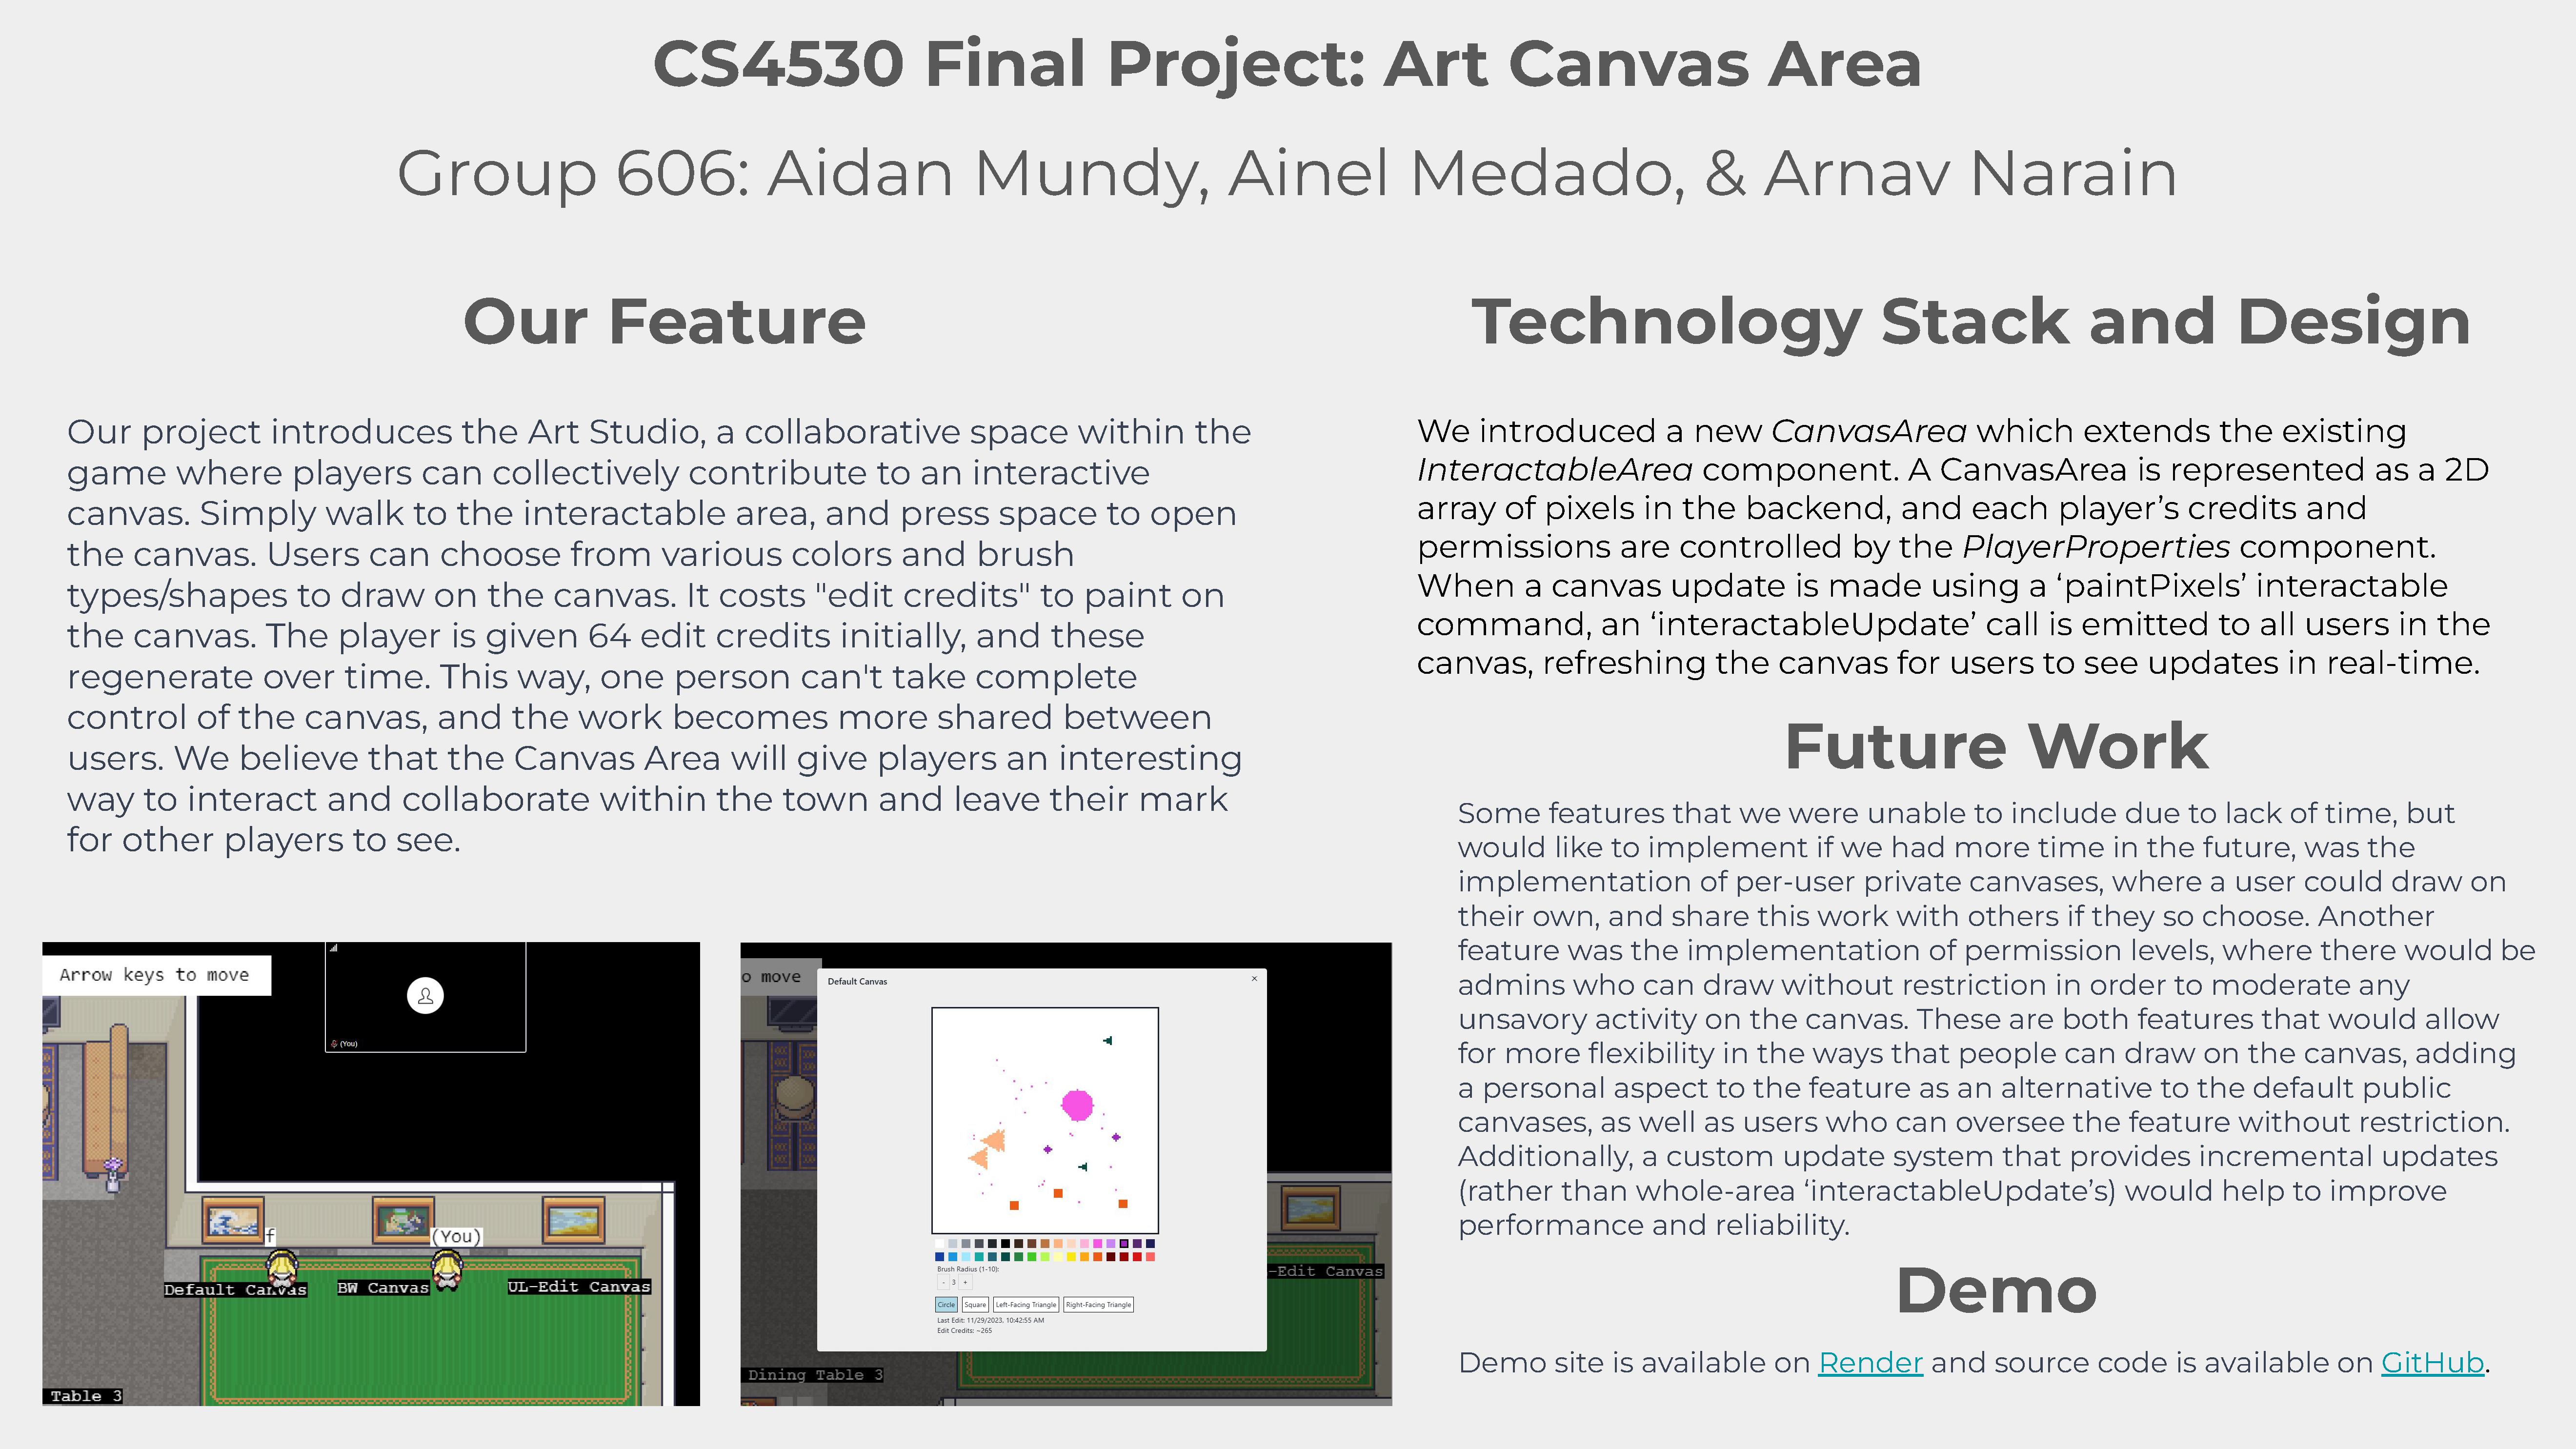 CS4530 Final Project: Art Canvas Area
Group 606: Aidan Mundy, Ainel Medado, & Arnav Narain
Our Feature
Our project introduces the Art Studio, a collaborative space within the
game where players can collectively contribute to an interactive
canvas. Simply walk to the interactable area, and press space to open
the canvas. Users can choose from various colors and brush
types/shapes to draw on the canvas. It costs "edit credits" to paint on
the canvas. The player is given 64 edit credits initially, and these
regenerate over time. This way, one person can't take complete
control of the canvas, and the work becomes more shared between
users. We believe that the Canvas Area will give players an interesting
way to interact and collaborate within the town and leave their mark
for other players to see.
Arrow keys to move
(You)
f
(You)
Default Canvas
BW Canvas
UL-Edit Canvas
Table 3
o move
Default Canvas
×
Brush Radius (1-10):
- 3 +
Circle
Square
Left-Facing Triangle
Right-Facing Triangle
Last Edit: 11/29/2023, 10:42:55 AM
Edit Credits: ~265
-Edit Canvas
Dining Table 3
Technology Stack and Design
We introduced a new CanvasArea which extends the existing
InteractableArea component. A CanvasArea is represented as a 2D
array of pixels in the backend, and each player’s credits and
permissions are controlled by the PlayerProperties component.
When a canvas update is made using a ‘paintPixels’ interactable
command, an ‘interactableUpdate’ call is emitted to all users in the
canvas, refreshing the canvas for users to see updates in real-time.
Future Work
Some features that we were unable to include due to lack of time, but
would like to implement if we had more time in the future, was the
implementation of per-user private canvases, where a user could draw on
their own, and share this work with others if they so choose. Another
feature was the implementation of permission levels, where there would be
admins who can draw without restriction in order to moderate any
unsavory activity on the canvas. These are both features that would allow
for more flexibility in the ways that people can draw on the canvas, adding
a personal aspect to the feature as an alternative to the default public
canvases, as well as users who can oversee the feature without restriction.
Additionally, a custom update system that provides incremental updates
(rather than whole-area ‘interactableUpdate’s) would help to improve
performance and reliability.
Demo
Demo site is available on Render and source code is available on GitHub.